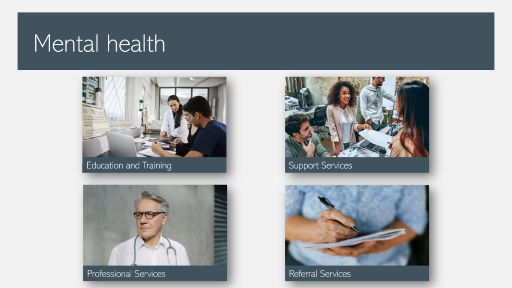 Mental health
Education and Training
Support Services
Professional Services
Referral Services